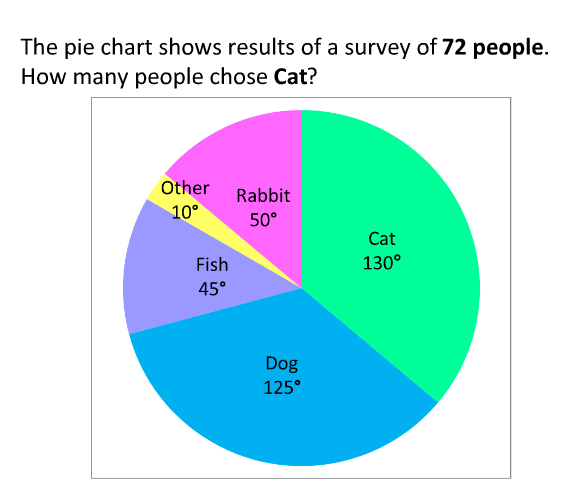 The pie chart shows results of a survey of 72 people.
How many people chose Cat?
Other
10°
Rabbit
50°
Cat
130°
Fish
45°
Dog
125°